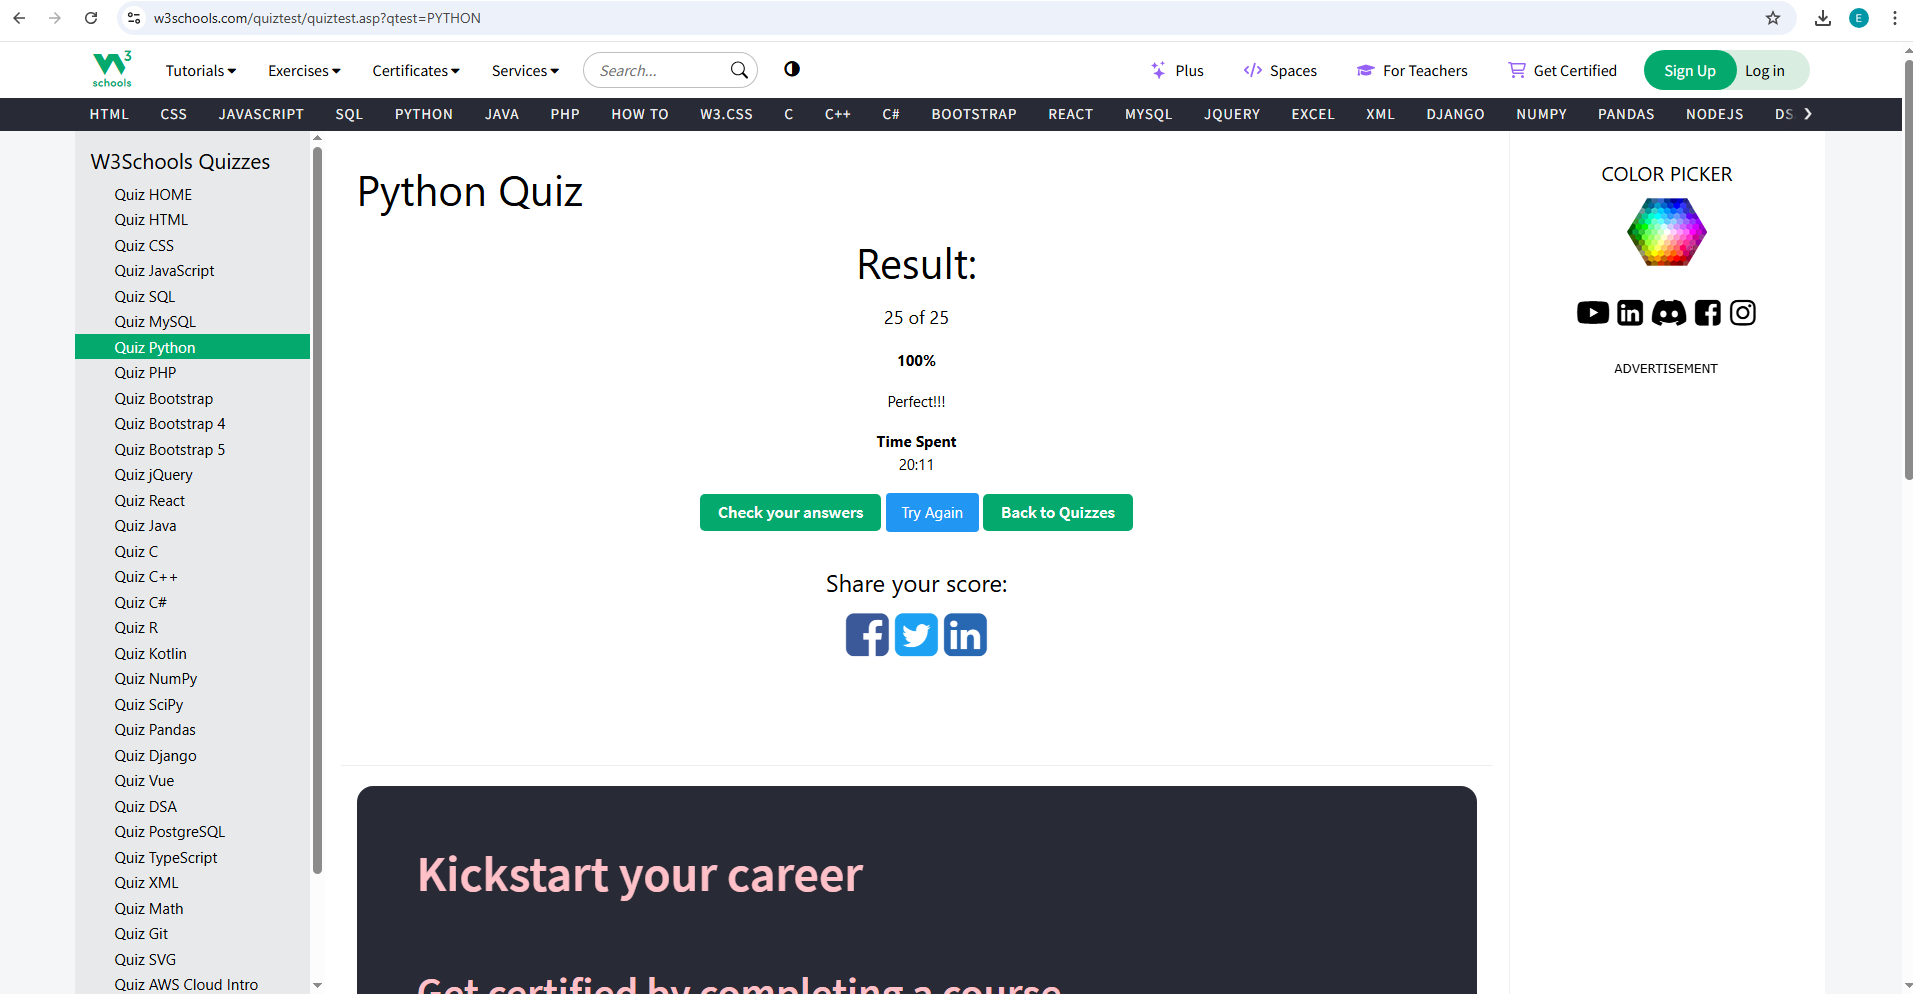 w3schools.com/quiztest/quiztest.asp?qtest=PYTHON
E
3
schools
Tutorials
Exercises
Certificates
Services
Search...
Plus
Spaces
For Teachers
Get Certified
Sign Up
Log in
HTML
CSS
JAVASCRIPT
SQL
PYTHON
JAVA
PHP
HOW TO
W3.CSS
C
C++
C#
BOOTSTRAP
REACT
MYSQL
JQUERY
EXCEL
XML
DJANGO
NUMPY
PANDAS
NODEJS
W3Schools Quizzes
Quiz HOME
Quiz HTML
Quiz CSS
Quiz JavaScript
Quiz SQL
Quiz MySQL
Quiz Python
Quiz PHP
Quiz Bootstrap
Quiz Bootstrap 4
Quiz Bootstrap 5
Quiz jQuery
Quiz React
Quiz Java
Quiz C
Quiz C++
Quiz C#
Quiz R
Quiz Kotlin
Quiz NumPy
Quiz SciPy
Quiz Pandas
Quiz Django
Quiz Vue
Quiz DSA
Quiz PostgreSQL
Quiz TypeScript
Quiz XML
Quiz Math
Quiz Git
Quiz SVG
Quiz AWS Cloud Intro
Python Quiz
Result:
25 of 25
100%
Perfect!!!
Time Spent
20:11
Check your answers
Try Again
Back to Quizzes
Share your score:
Kickstart your career
Get certified by completing a course
COLOR PICKER
ADVERTISEMENT